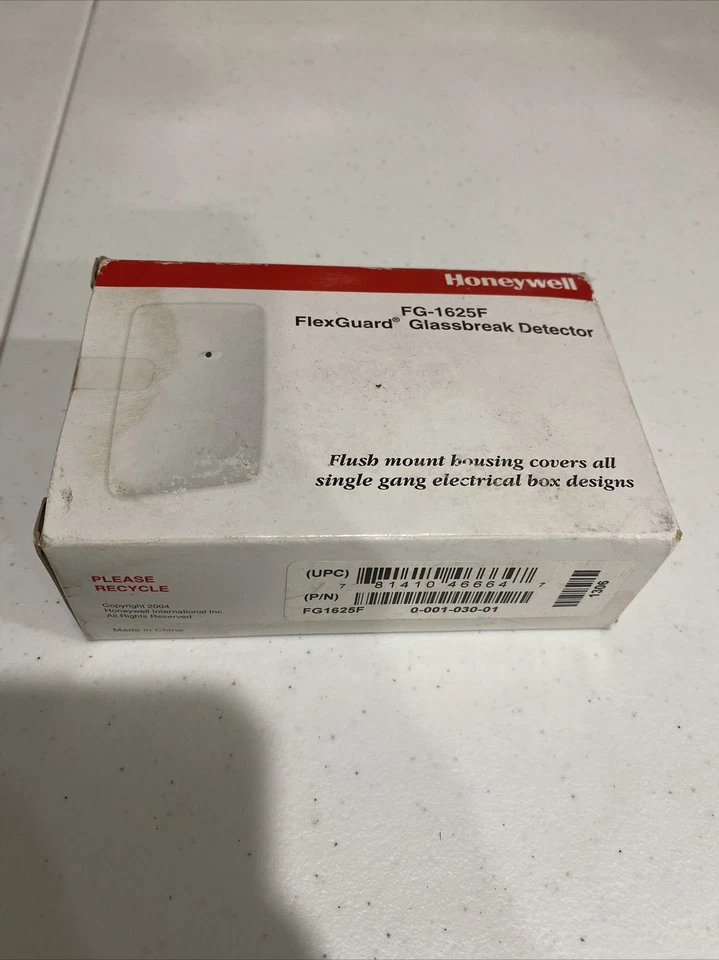 Honeywell
FG-1625F
FlexGuard® Glassbreak Detector
Flush mount housing covers all
single gang electrical box designs
PLEASE
RECYCLE
Copyright 2004
Honeywell International Inc.
All Rights Reserved
Made in China
(UPC)
7 81410 46664 7
(P/N)
FG1625F 0-001-030-01
1306